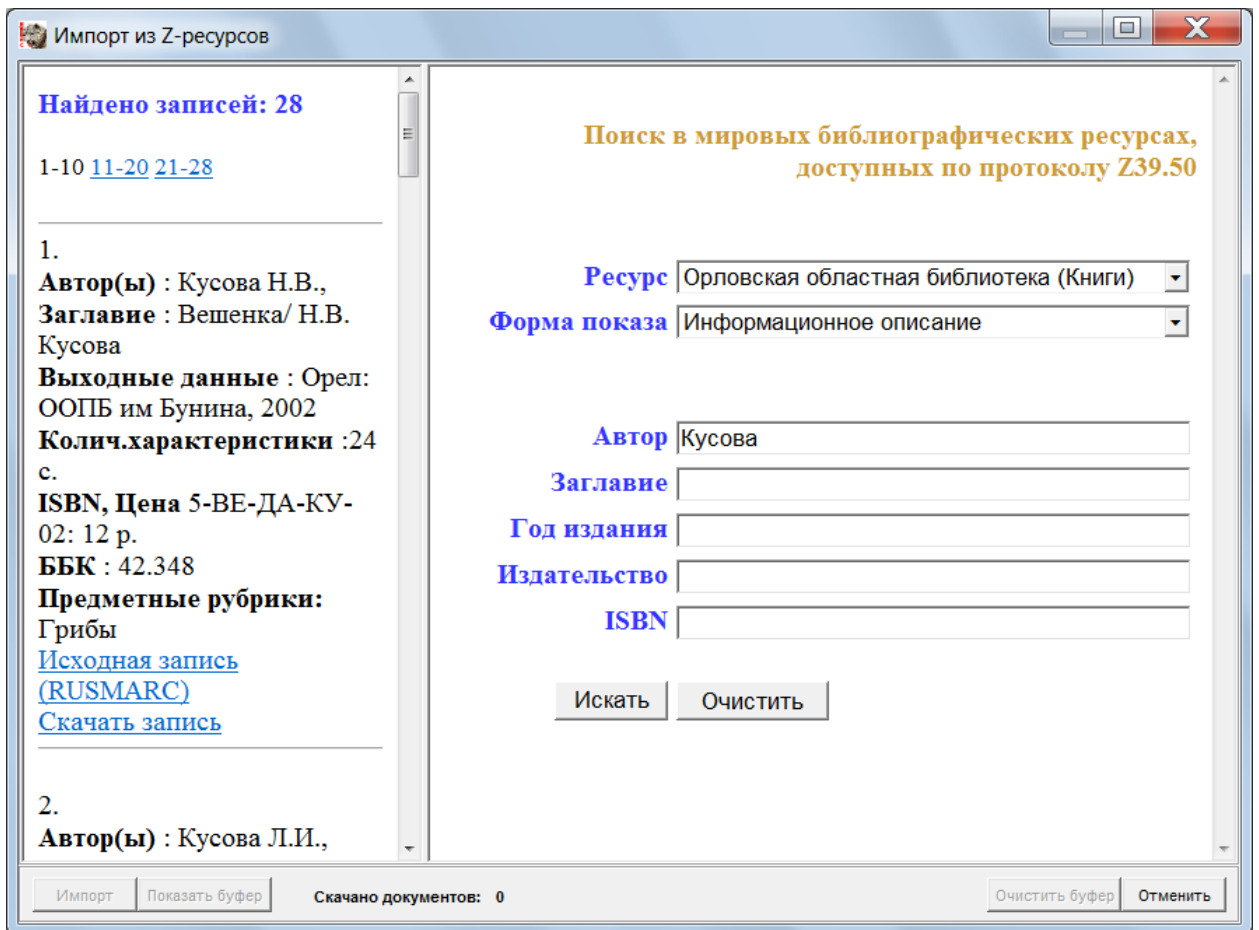 Импорт из Z-ресурсов
Найдено записей: 28
1-10 11-20 21-28
1.
Автор(ы) : Кусова Н.В.,
Заглавие : Вешенка/ Н.В.
Кусова
Выходные данные : Орел:
ООПБ им Бунина, 2002
Колич.характеристики :24
с.
ISBN, Цена 5-ВЕ-ДА-КУ-
02: 12 р.
ББК : 42.348
Предметные рубрики:
Грибы
Исходная запись
(RUSMARC)
Скачать запись
2.
Автор(ы) : Кусова Л.И.,
Поиск в мировых библиографических ресурсах,
доступных по протоколу Z39.50
Ресурс Орловская областная библиотека (Книги)
Форма показа Информационное описание
Автор Кусова
Заглавие
Год издания
Издательство
ISBN
Искать Очистить
Импорт Показать буфер Скачано документов: 0 Очистить буфер Отменить